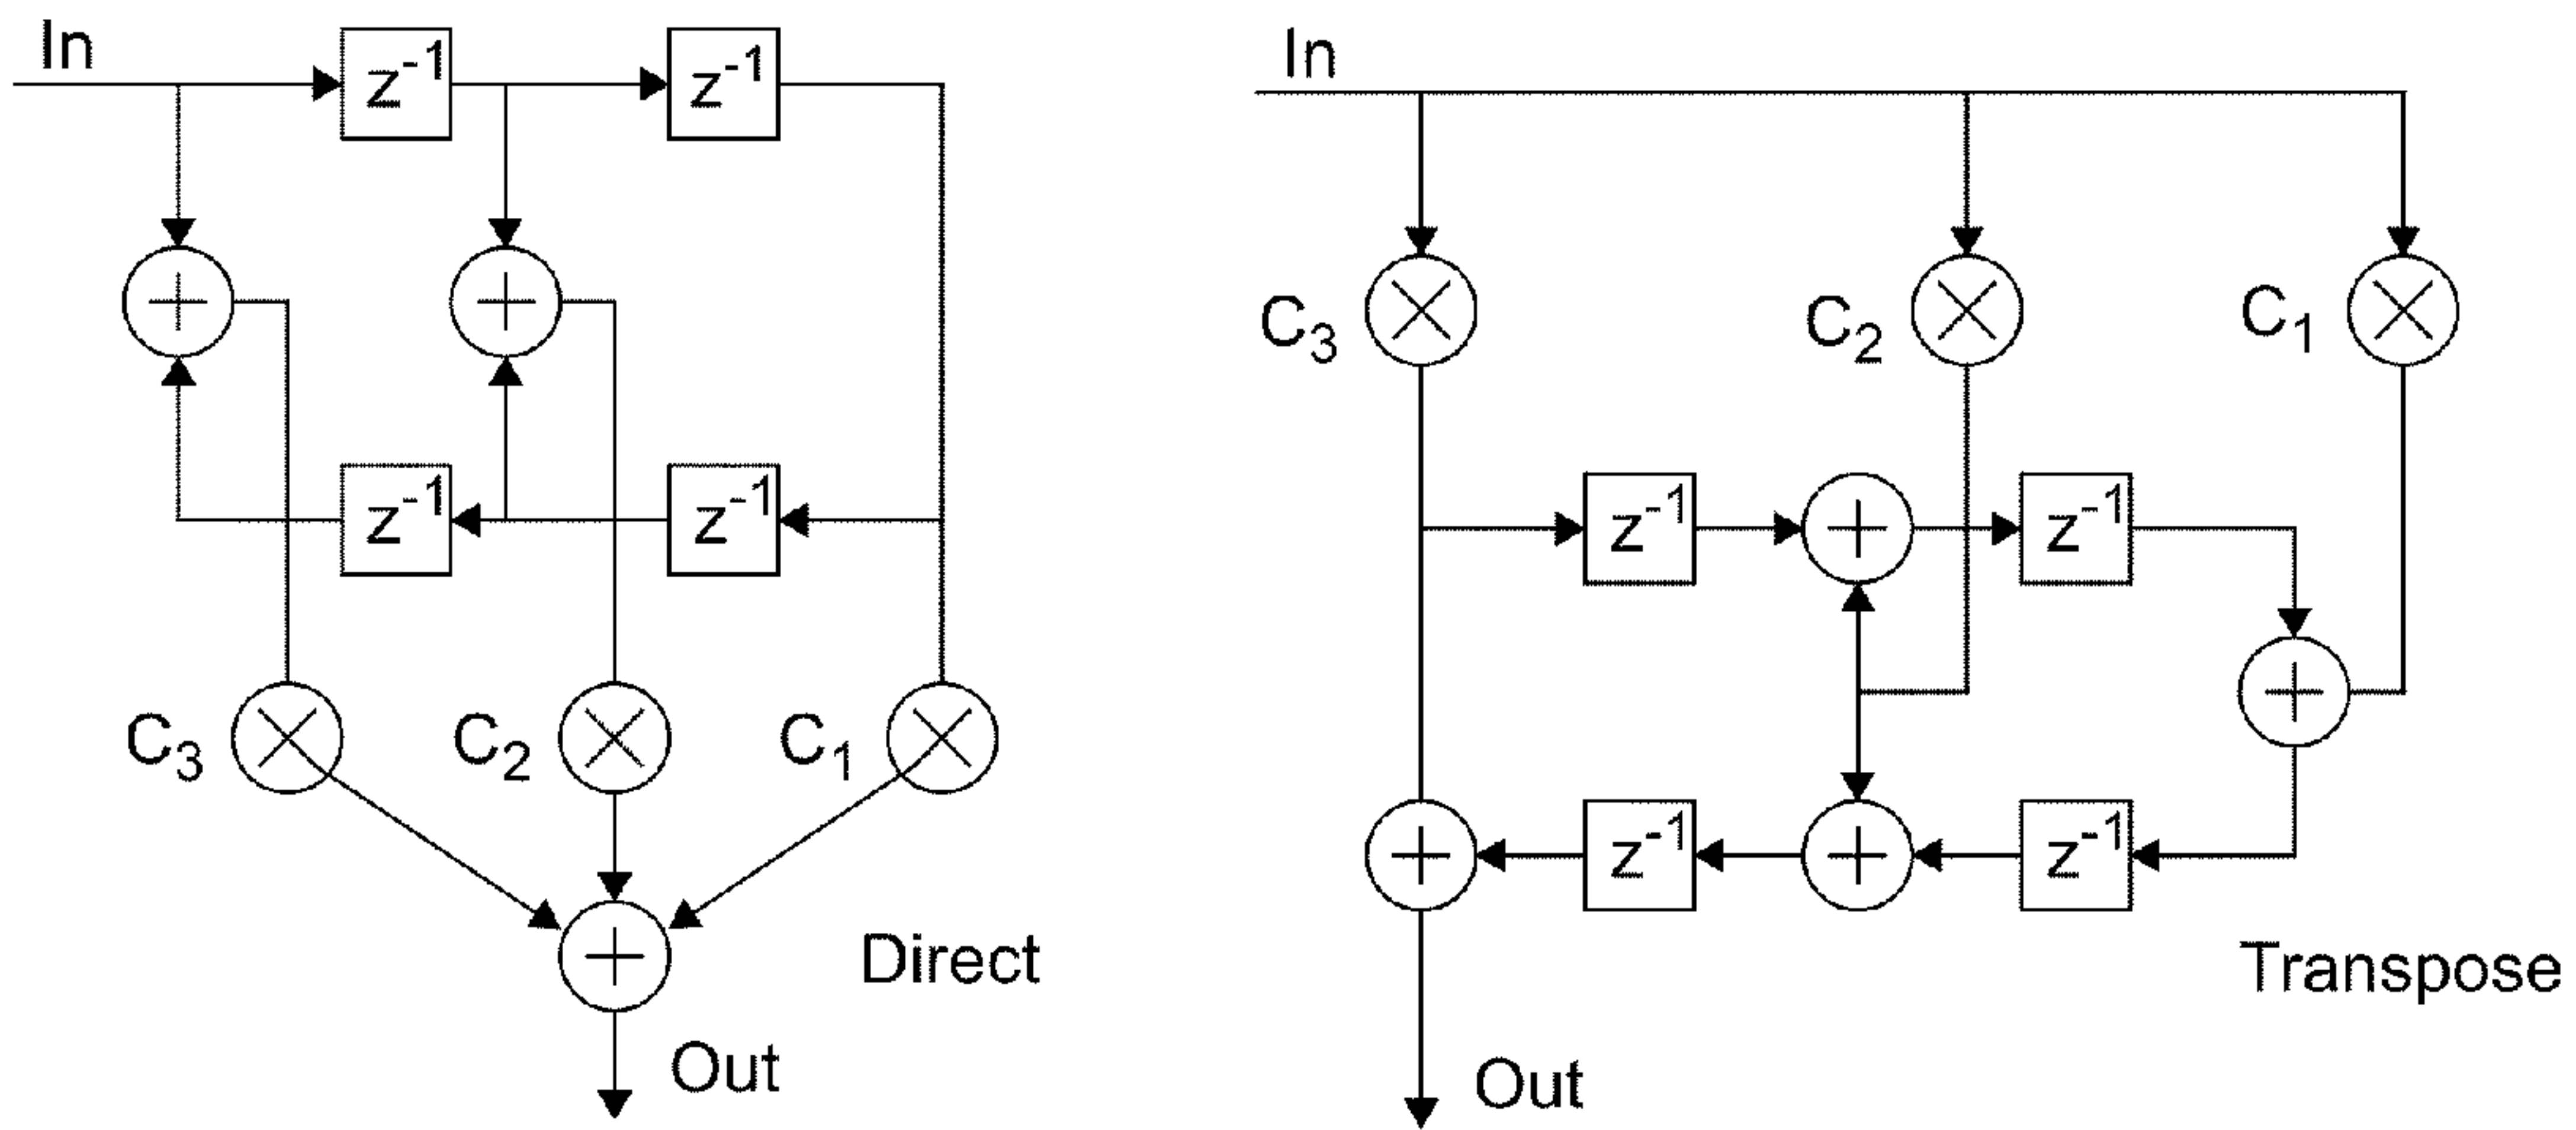 In
z⁻¹
z⁻¹
z⁻¹
z⁻¹
C₃
C₂
C₁
Direct
Out
In
C₃
C₂
C₁
z⁻¹
z⁻¹
z⁻¹
z⁻¹
Transpose
Out